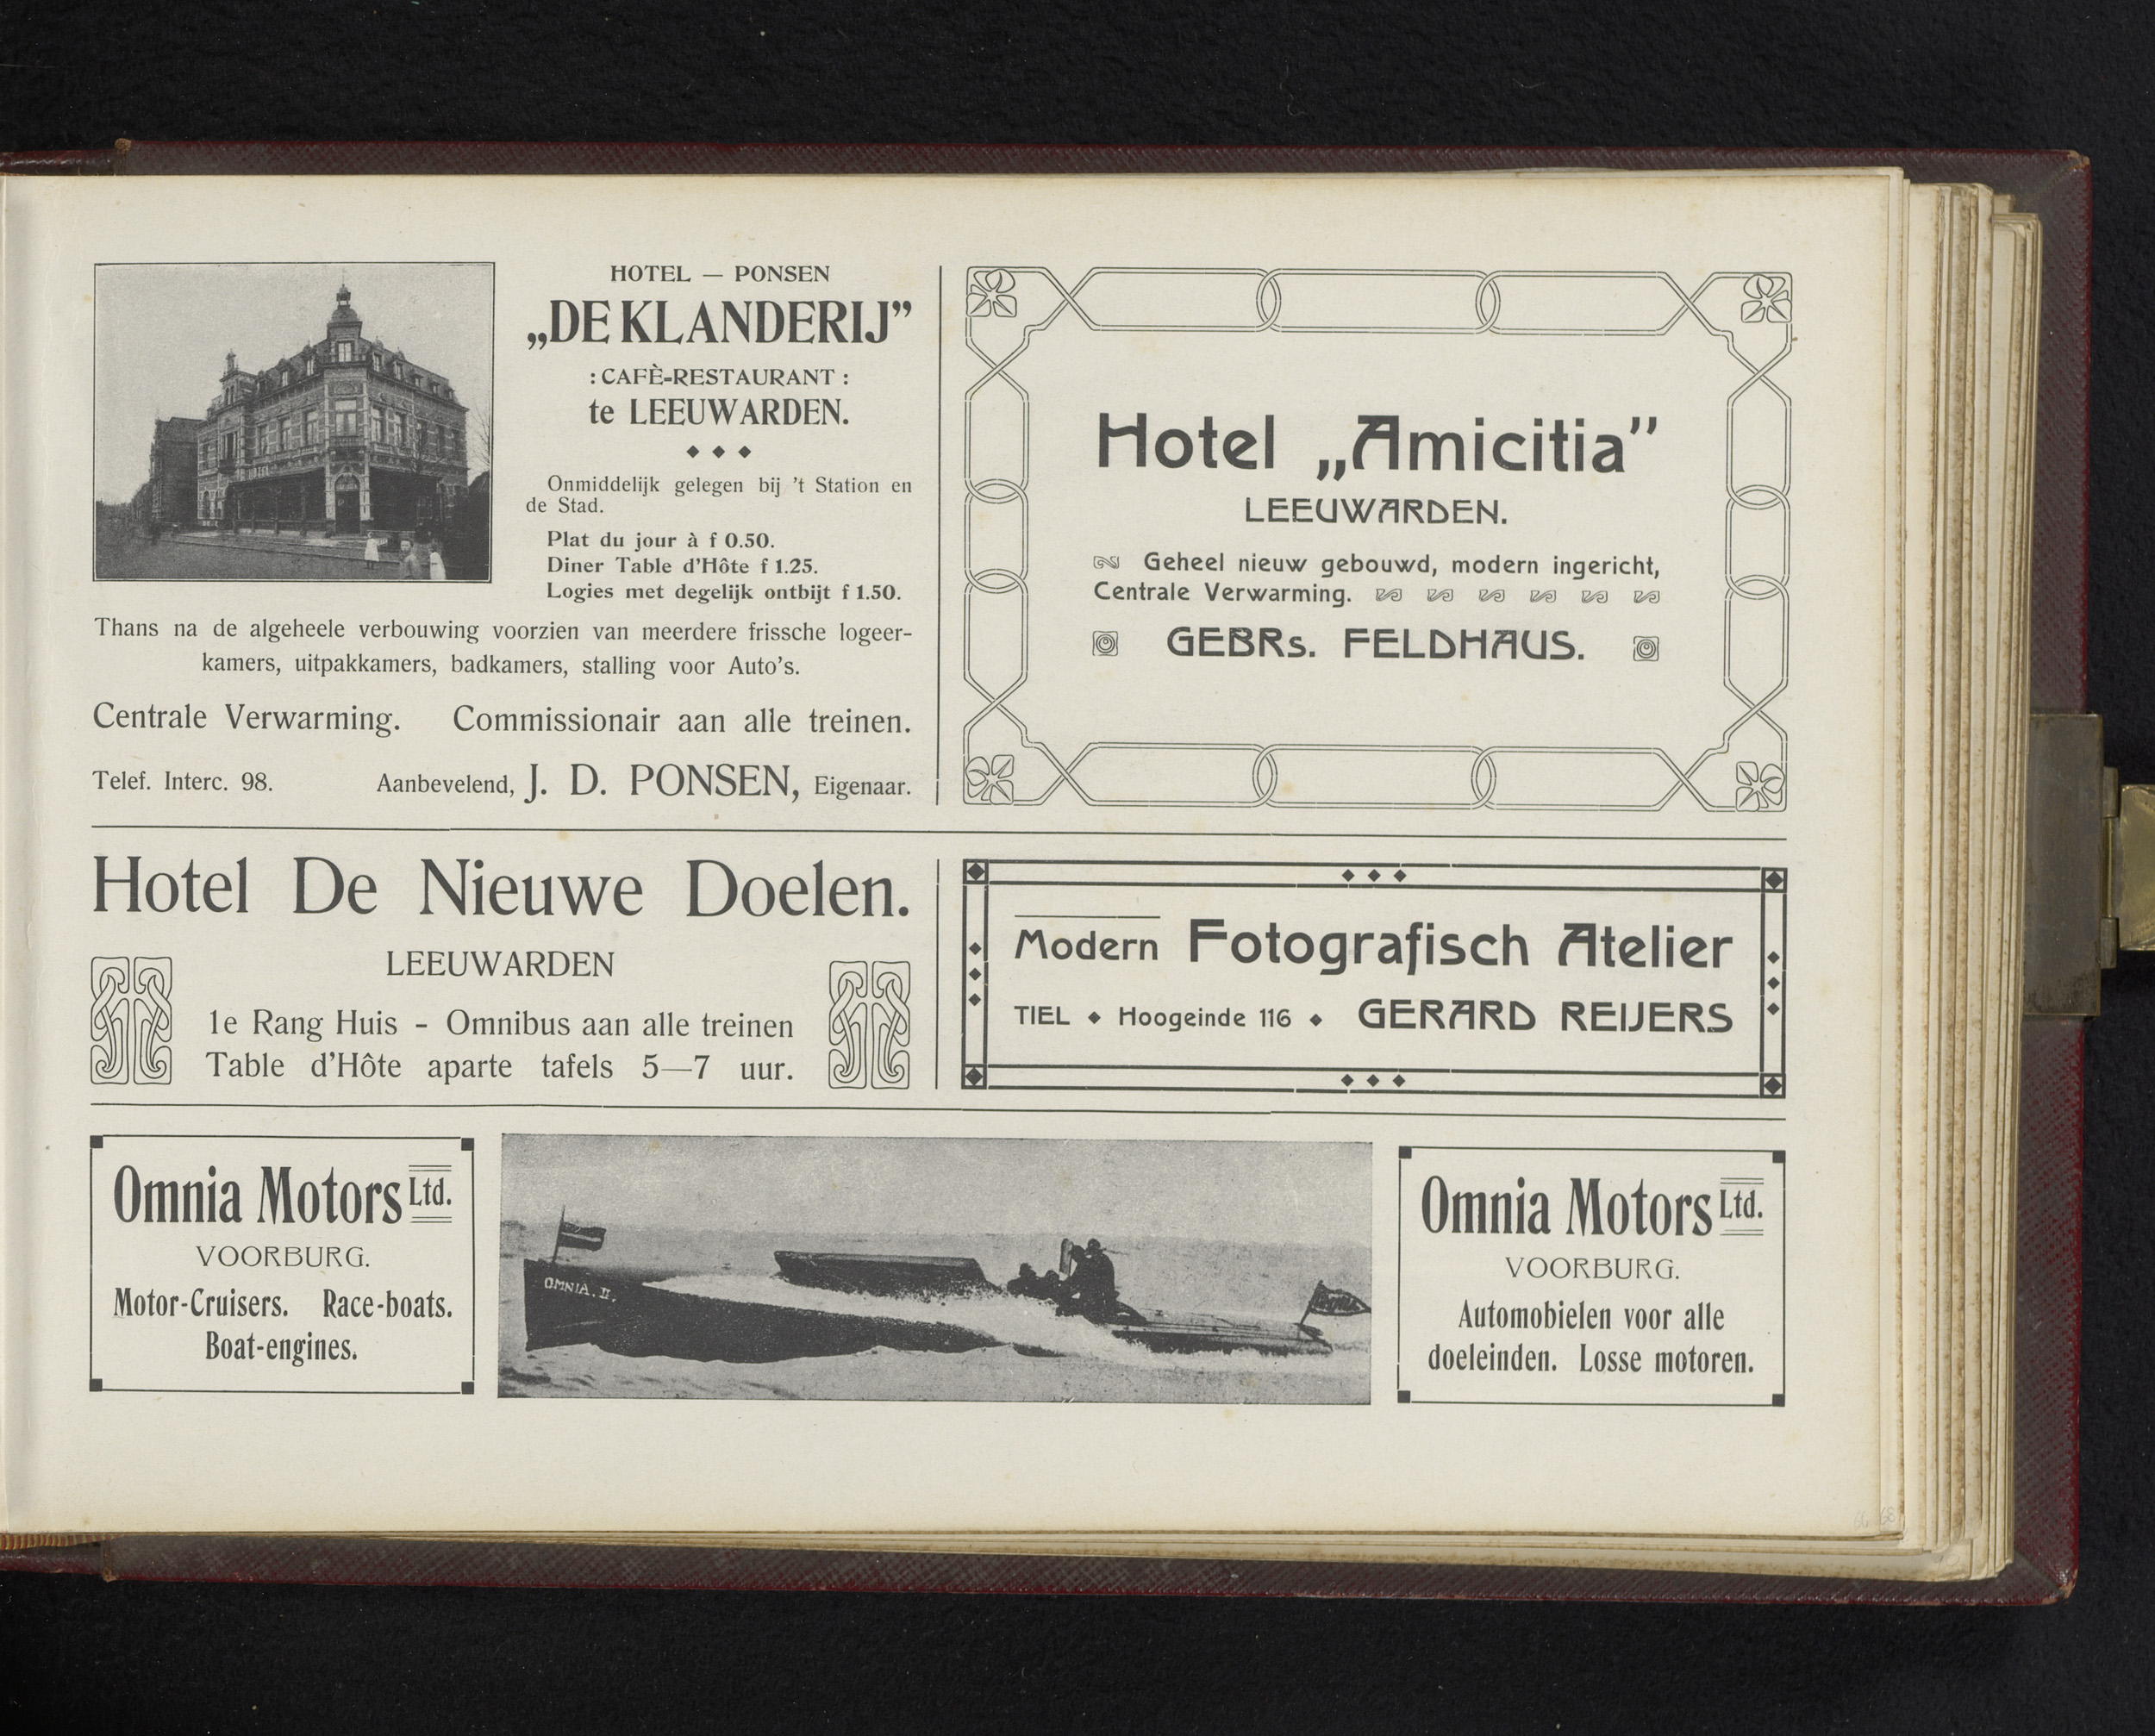 HOTEL — PONSEN
„DE KLANDERIJ”
: CAFÈ-RESTAURANT :
te LEEUWARDEN.
Onmiddelijk gelegen bij 't Station en
de Stad.
Plat du jour à f 0.50.
Diner Table d'Hôte f 1.25.
Logies met degelijk ontbijt f 1.50.
Thans na de algeheele verbouwing voorzien van meerdere frissche logeer-
kamers, uitpakkamers, badkamers, stalling voor Auto's.
Centrale Verwarming. Commissionair aan alle treinen.
Telef. Interc. 98. Aanbevelend, J. D. PONSEN, Eigenaar.
Hotel „Amicitia”
LEEUWARDEN.
Geheel nieuw gebouwd, modern ingericht,
Centrale Verwarming.
GEBRs. FELDHAUS.
Hotel De Nieuwe Doelen.
LEEUWARDEN
1e Rang Huis - Omnibus aan alle treinen
Table d'Hôte aparte tafels 5—7 uur.
Modern Fotografisch Atelier
TIEL ◆ Hoogeinde 116 ◆ GERARD REIJERS
Omnia Motors Ltd.
VOORBURG.
Motor-Cruisers. Race-boats.
Boat-engines.
OMNIA. II.
Omnia Motors Ltd.
VOORBURG.
Automobielen voor alle
doeleinden. Losse motoren.